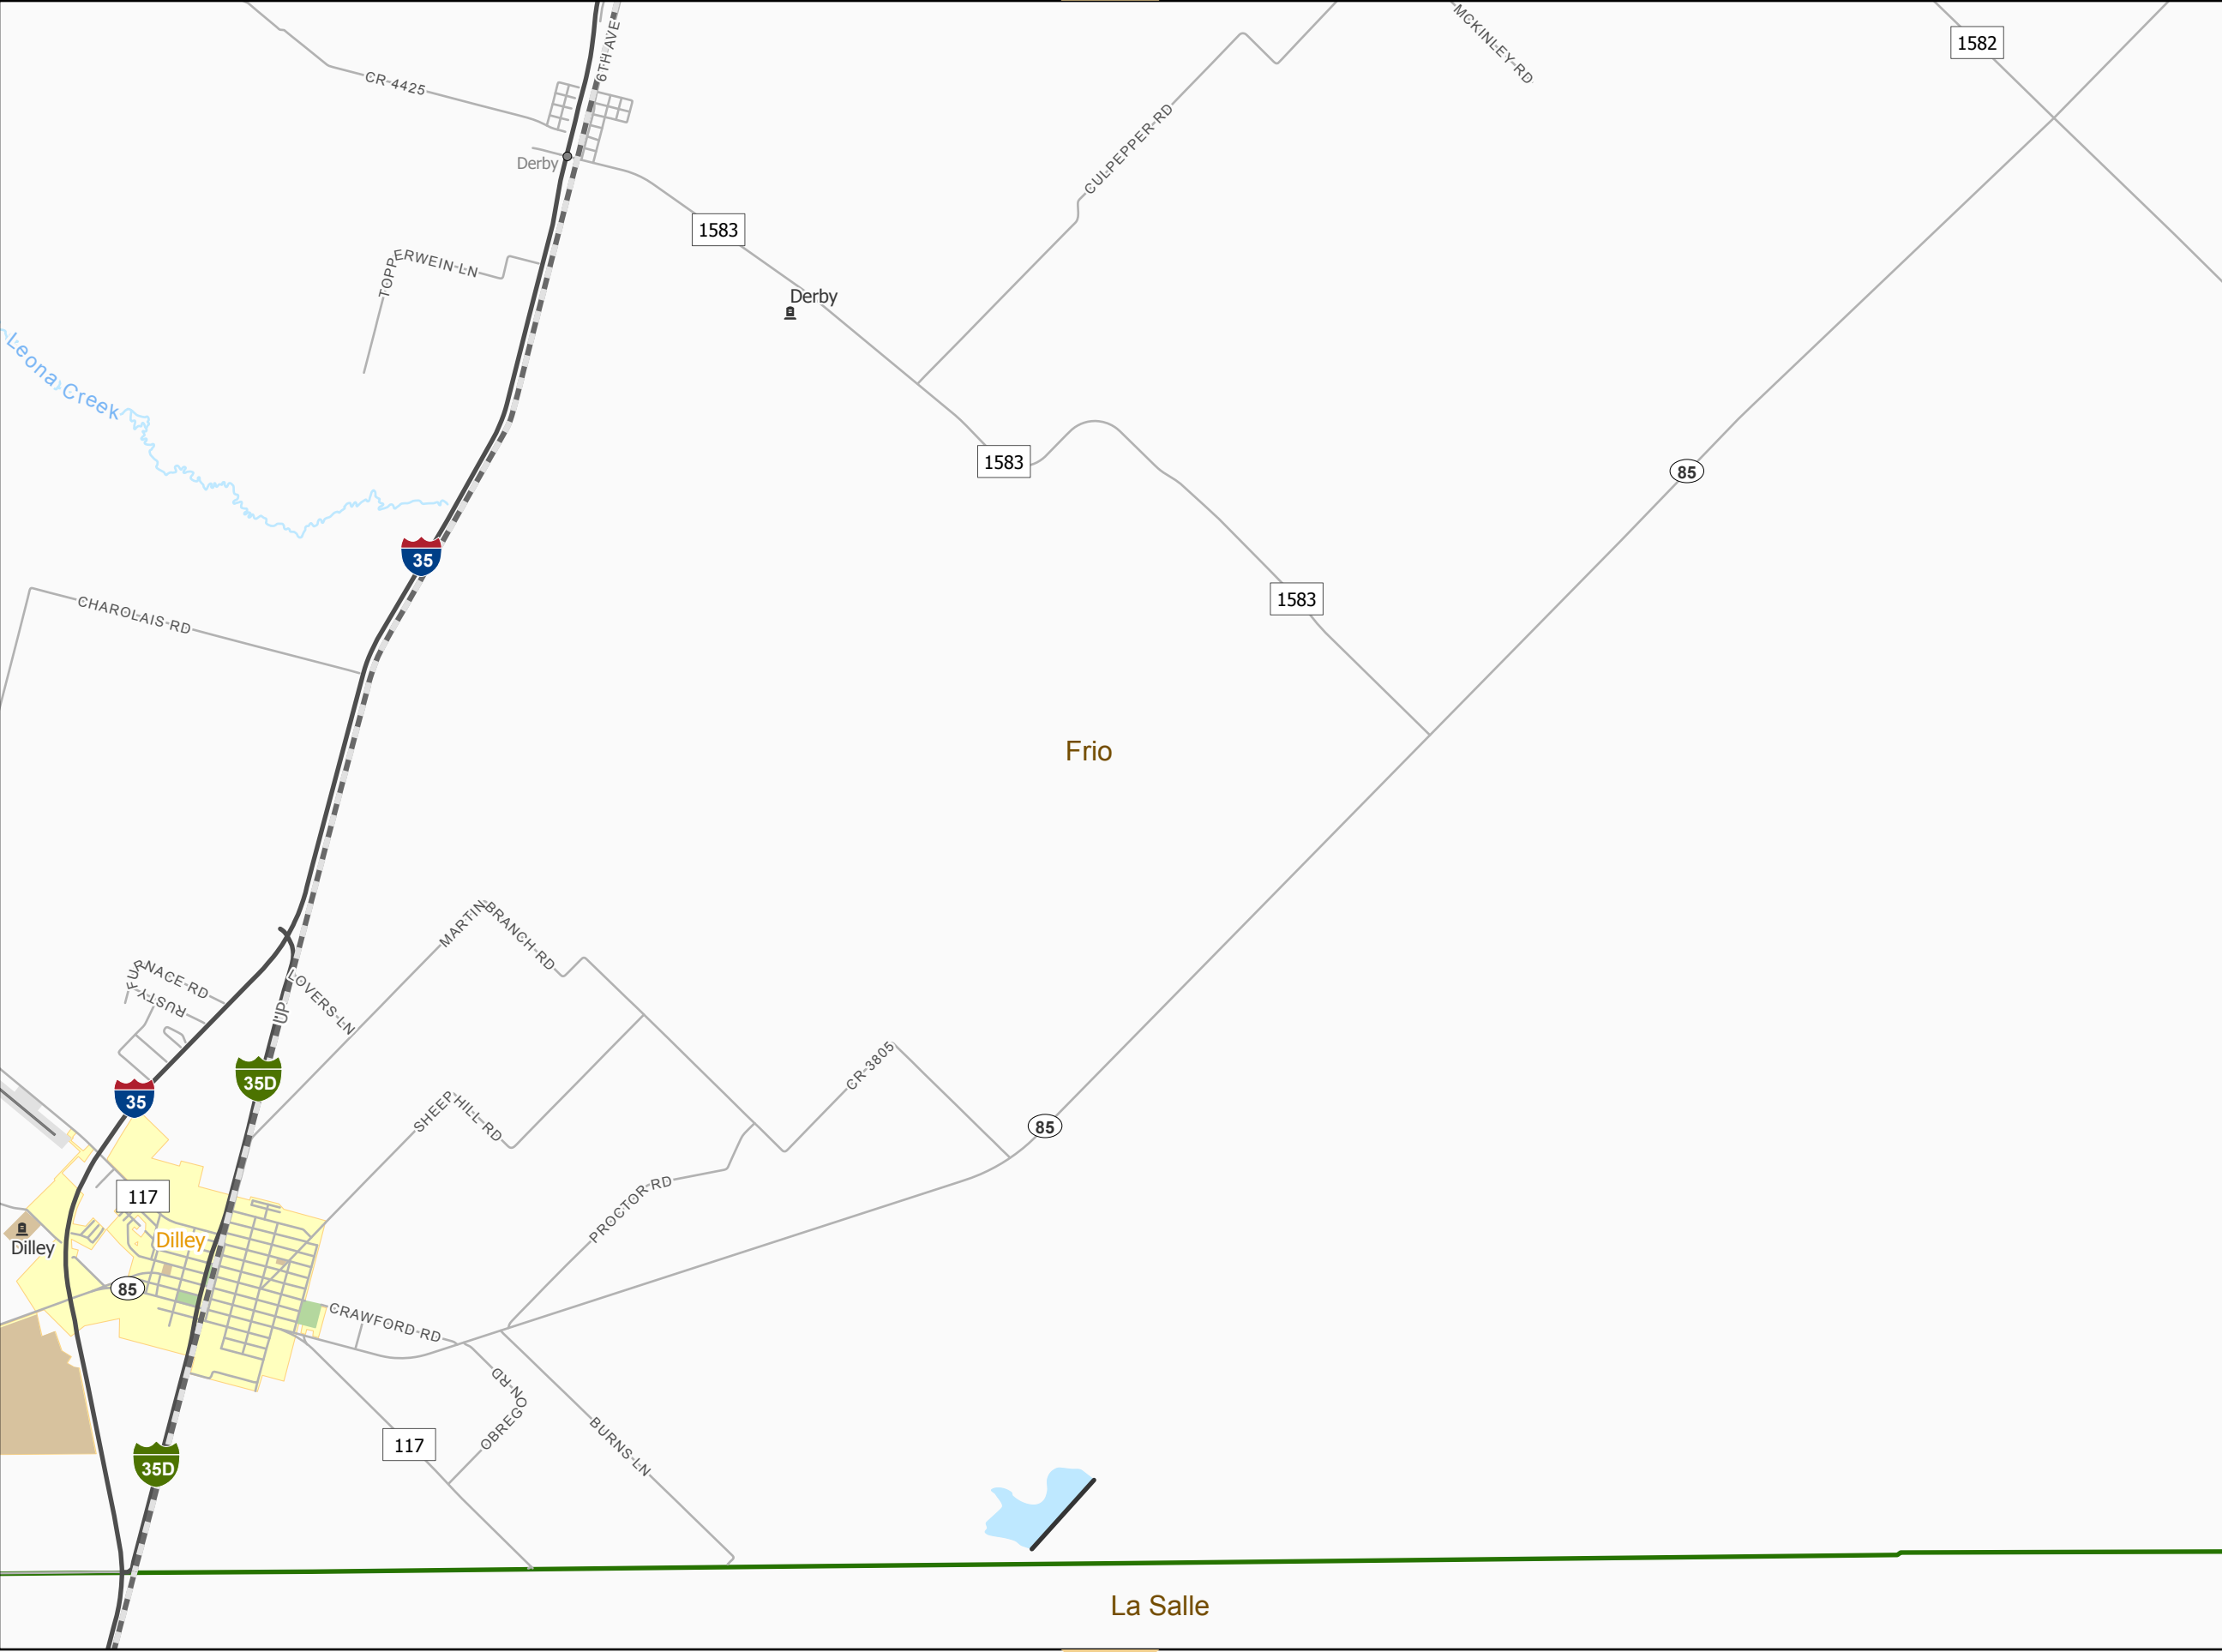 6TH AVE
MCKINLEY RD
1582
CR 4425
CULPEPPER RD
Derby
1583
TOPPERWEIN LN
Derby
Leona Creek
1583
85
35
1583
CHAROLAIS RD
Frio
MARTIN BRANCH RD
FURNACE RD
RUSTY
LOVERS LN
UP
35D
35
CR 3805
SHEEP HILL RD
85
117
PROCTOR RD
Dilley
Dilley
85
CRAWFORD RD
OBREGON RD
117
BURNS LN
35D
La Salle